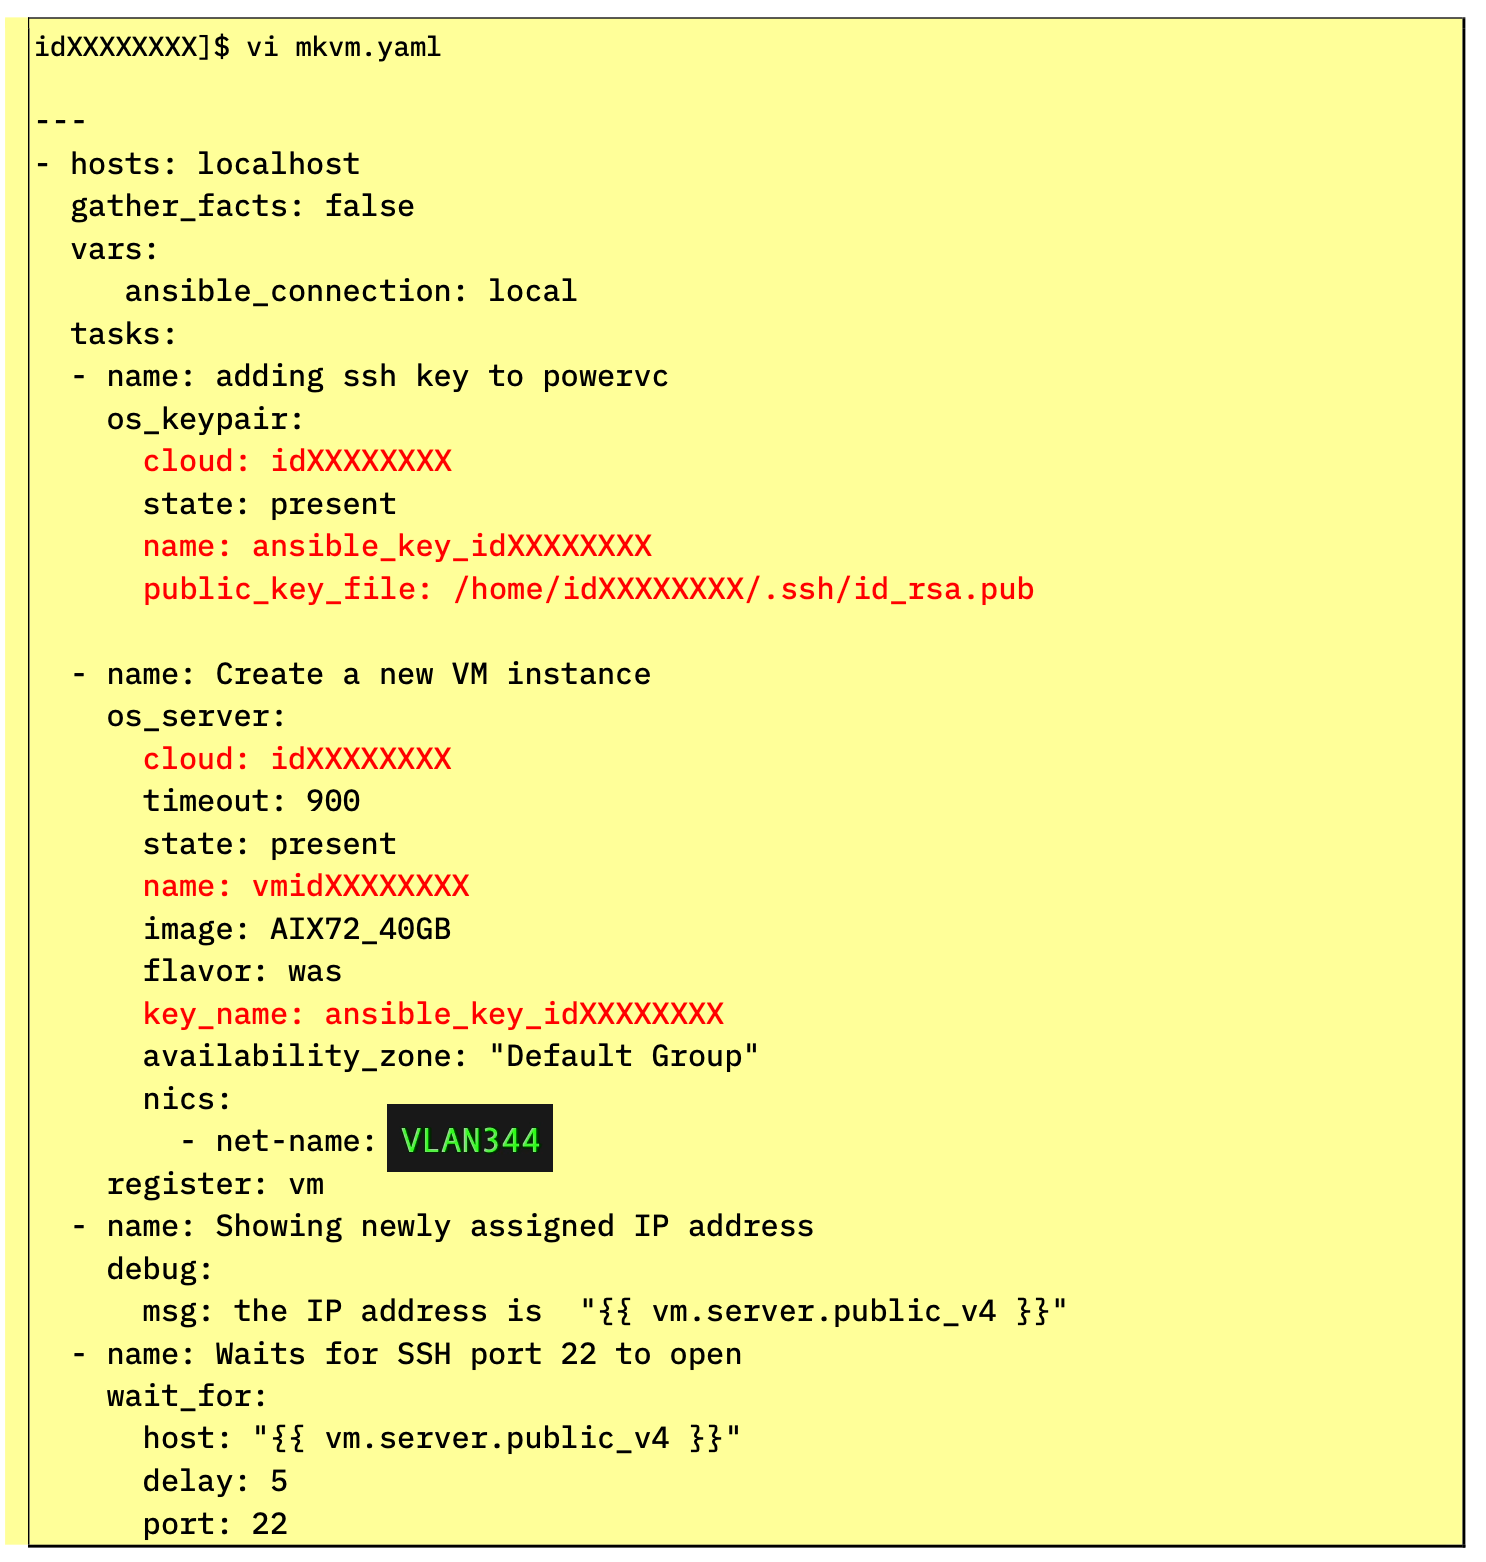 idXXXXXXXX]$ vi mkvm.yaml
---
- hosts: localhost
  gather_facts: false
  vars:
     ansible_connection: local
  tasks:
  - name: adding ssh key to powervc
    os_keypair:
      cloud: idXXXXXXXX
      state: present
      name: ansible_key_idXXXXXXXX
      public_key_file: /home/idXXXXXXXX/.ssh/id_rsa.pub
  - name: Create a new VM instance
    os_server:
      cloud: idXXXXXXXX
      timeout: 900
      state: present
      name: vmidXXXXXXXX
      image: AIX72_40GB
      flavor: was
      key_name: ansible_key_idXXXXXXXX
      availability_zone: "Default Group"
      nics:
        - net-name: VLAN344
    register: vm
  - name: Showing newly assigned IP address
    debug:
      msg: the IP address is  "{{ vm.server.public_v4 }}"
  - name: Waits for SSH port 22 to open
    wait_for:
      host: "{{ vm.server.public_v4 }}"
      delay: 5
      port: 22